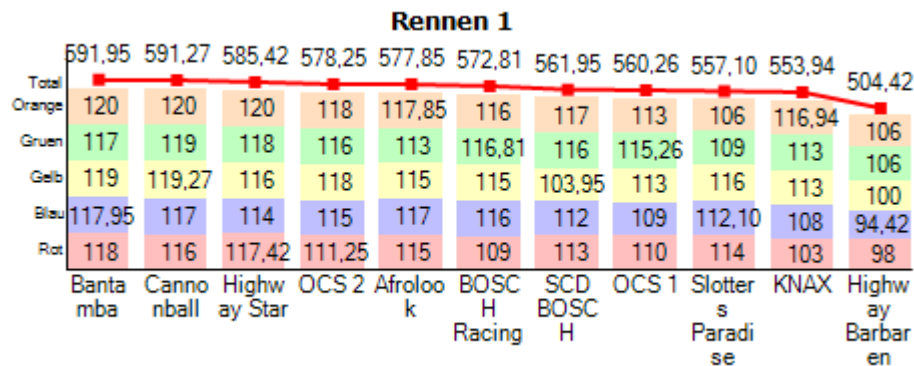 Rennen 1
591,95 591,27 585,42 578,25 577,85 572,81 561,95 560,26 557,10 553,94 504,42
Total
Orange 120 120 120 118 117,85 116 117 113 106 116,94 106
Gruen 117 119 118 116 113 116,81 116 115,26 109 113 106
Gelb 119 119,27 116 118 115 115 103,95 113 116 113 100
Blau 117,95 117 114 115 117 116 112 109 112,10 108 94,42
Rot 118 116 117,42 111,25 115 109 113 110 114 103 98
Banta Canno Highw OCS 2 Afroloo BOSC SCD OCS 1 Slotter KNAX Highw
mba nball ay Star k H BOSC s ay
Racing H Paradi Barbar
se en